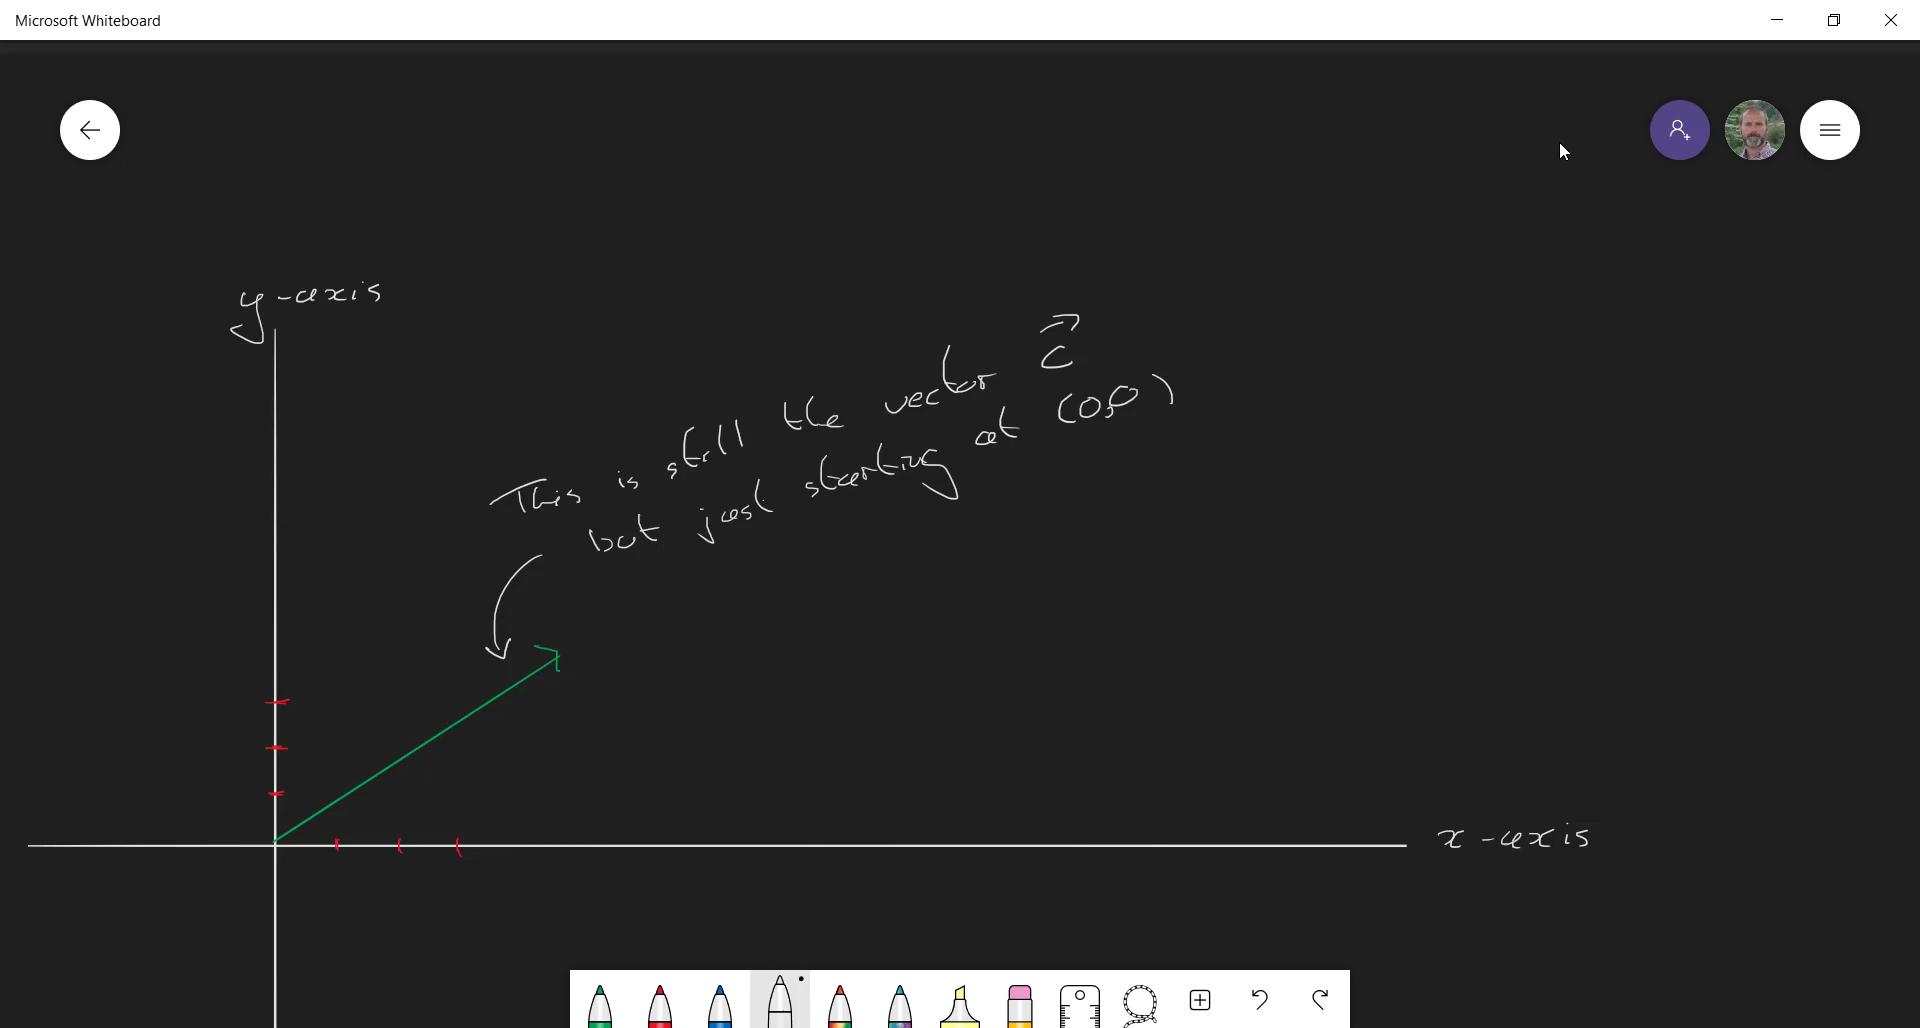 Microsoft Whiteboard
y-axis
This is still the vector c⃗
but just starting at (0,0)
x-axis